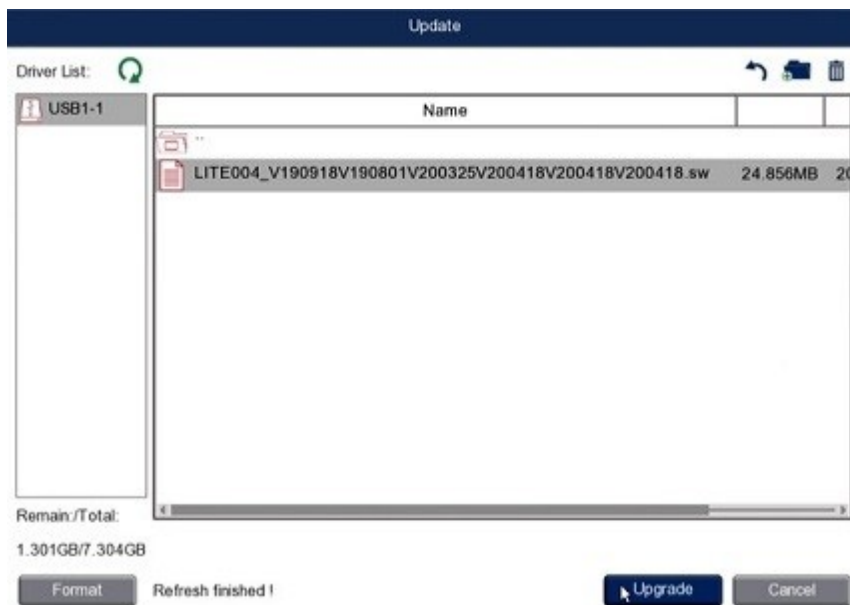 Update
Driver List:
USB1-1
Name
..
LITE004_V190918V190801V200325V200418V200418V200418.sw 24.856MB 20
Remain:/Total:
1.301GB/7.304GB
Format Refresh finished ! Upgrade Cancel